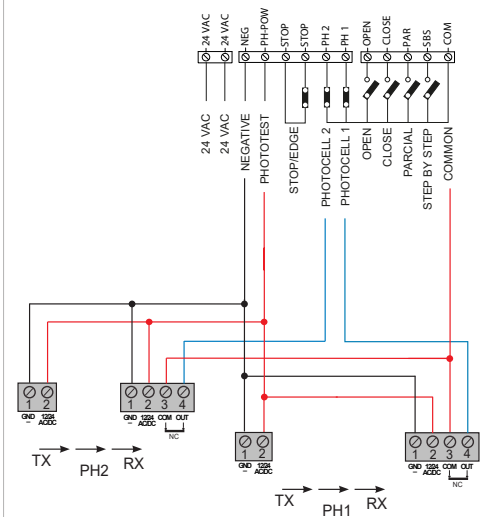 24 VAC
24 VAC
NEG
PH-POW
STOP
STOP
PH 2
PH 1
OPEN
CLOSE
PAR
SBS
COM
24 VAC
24 VAC
NEGATIVE
PHOTOTEST
STOP/EDGE
PHOTOCELL 2
PHOTOCELL 1
OPEN
CLOSE
PARCIAL
STEP BY STEP
COMMON
1 2
GND – 12/24 AC/DC
1 2 3 4
GND – 12/24 AC/DC COM OUT
NC
TX PH2 RX
1 2
GND – 12/24 AC/DC
1 2 3 4
GND – 12/24 AC/DC COM OUT
NC
TX PH1 RX